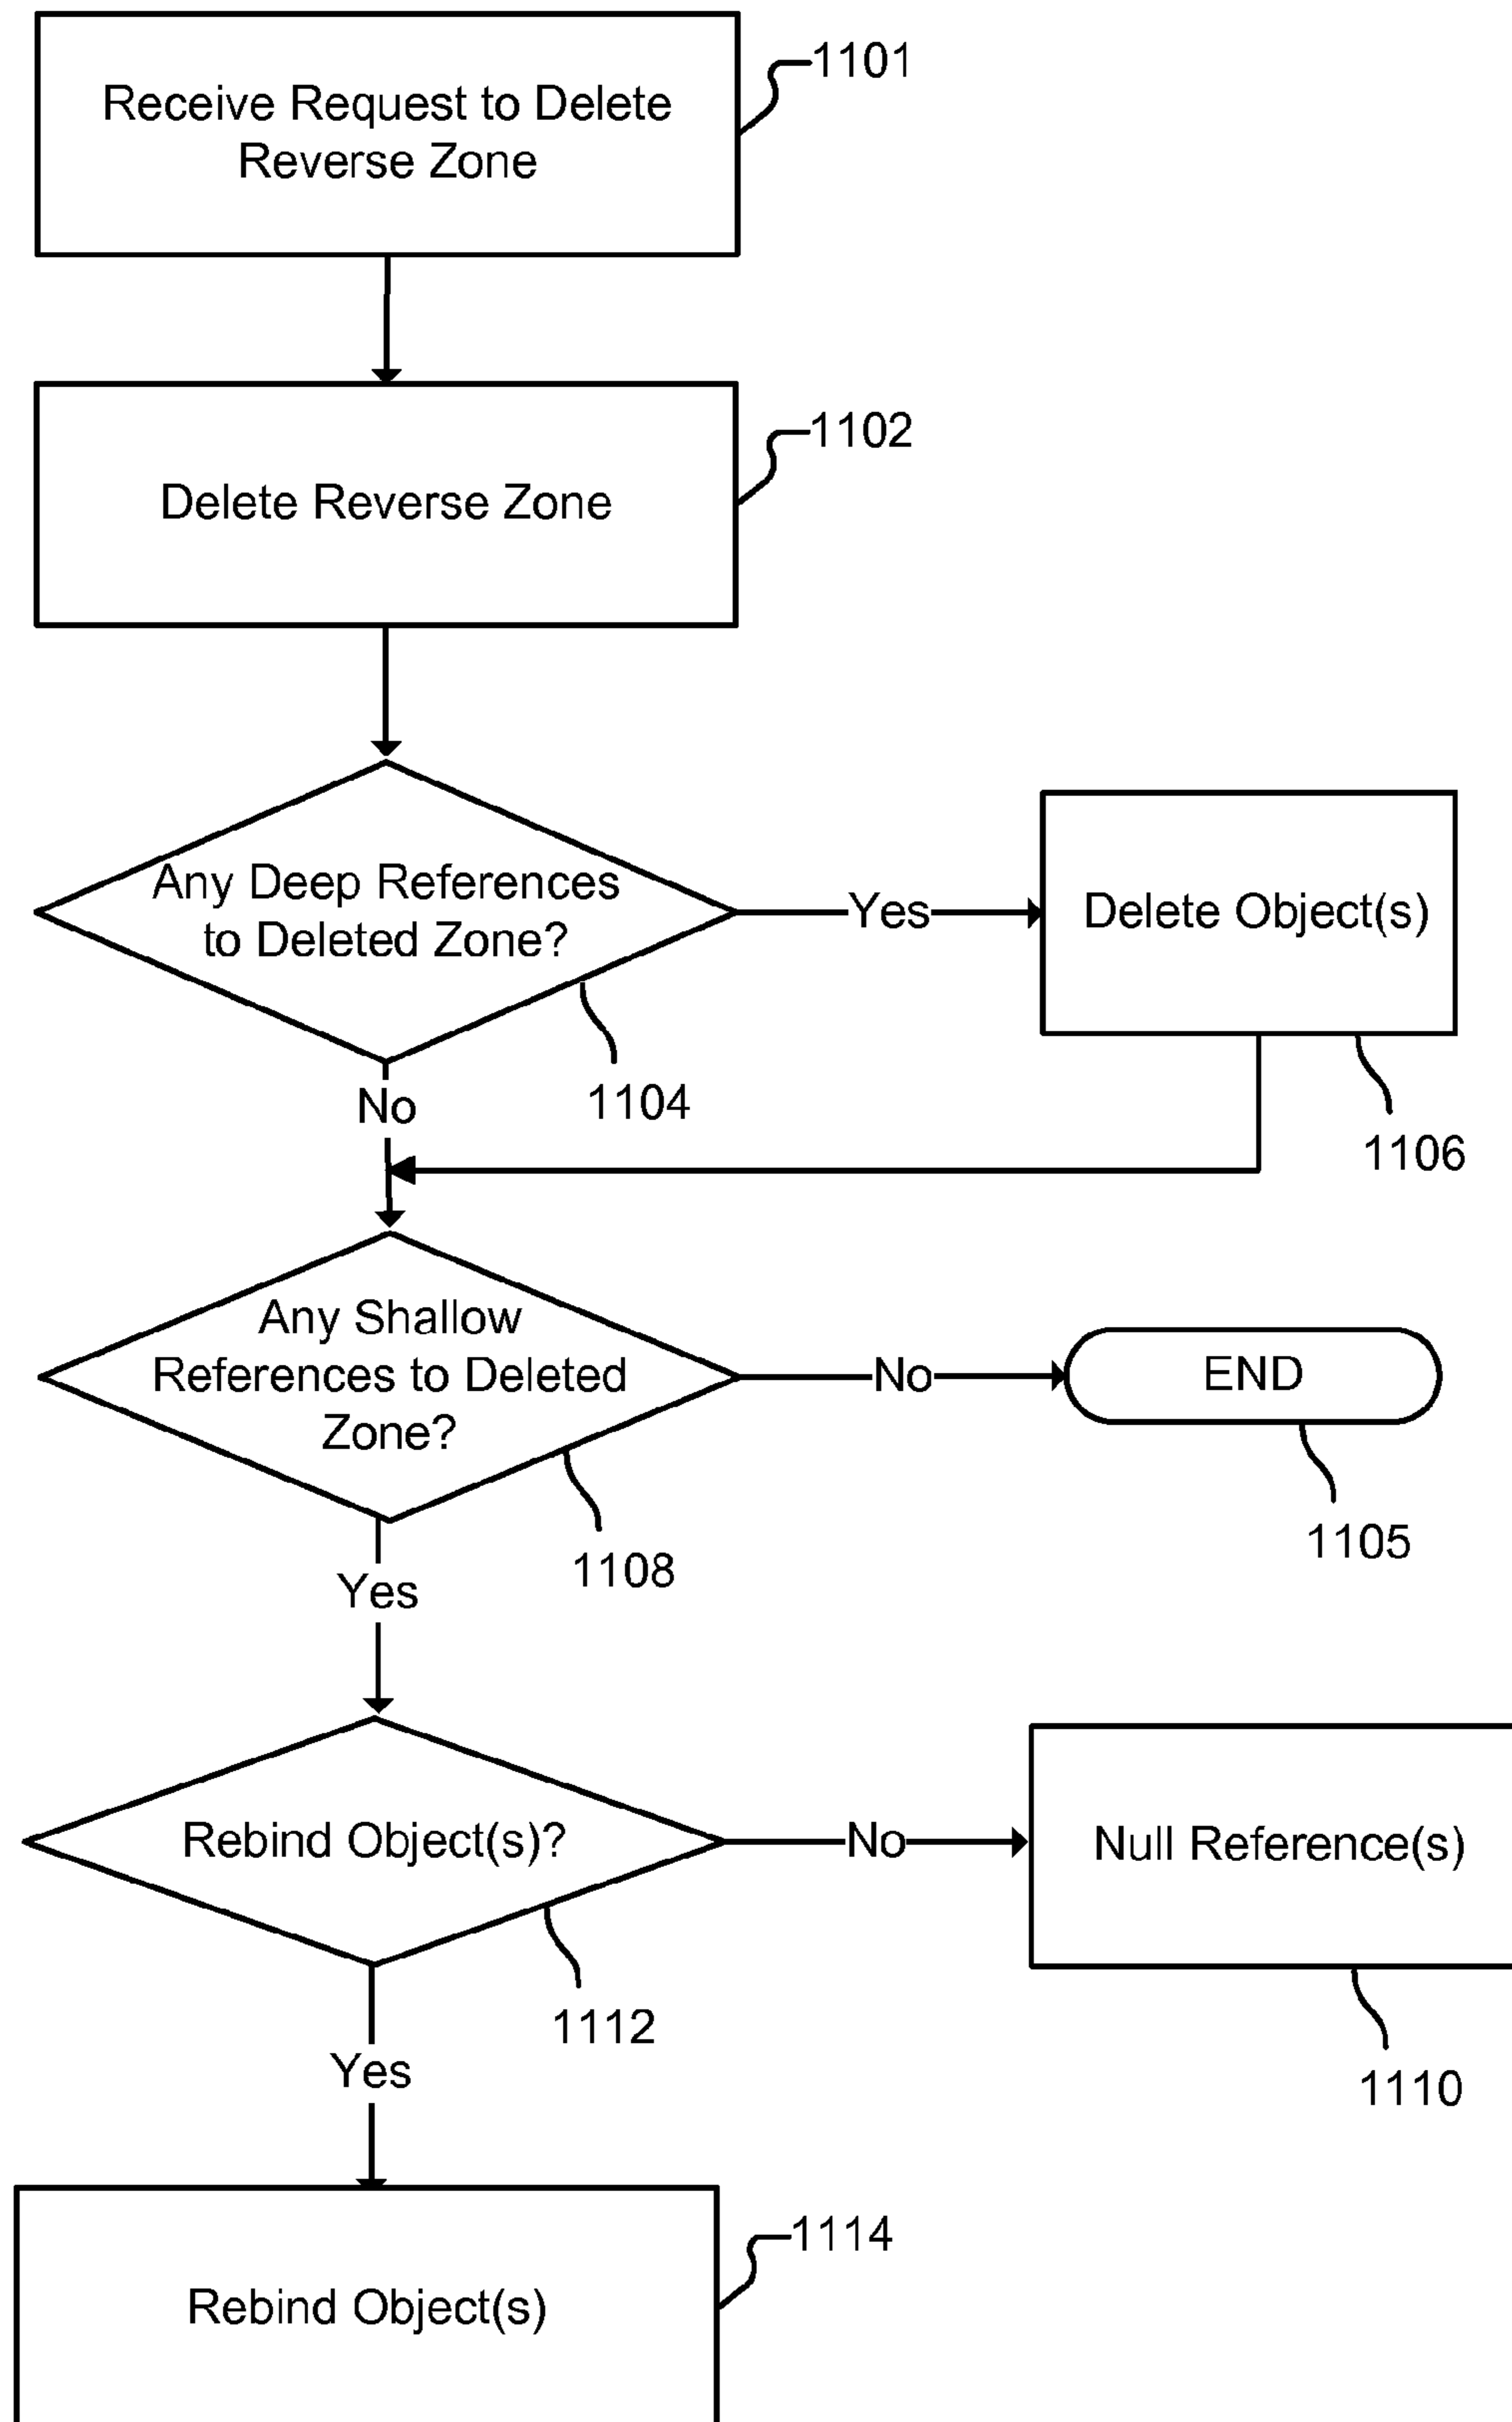 Receive Request to Delete
Reverse Zone
1101
Delete Reverse Zone
1102
Any Deep References
to Deleted Zone?
1104
Yes
Delete Object(s)
1106
No
Any Shallow
References to Deleted
Zone?
1108
No
END
1105
Yes
Rebind Object(s)?
1112
No
Null Reference(s)
1110
Yes
Rebind Object(s)
1114